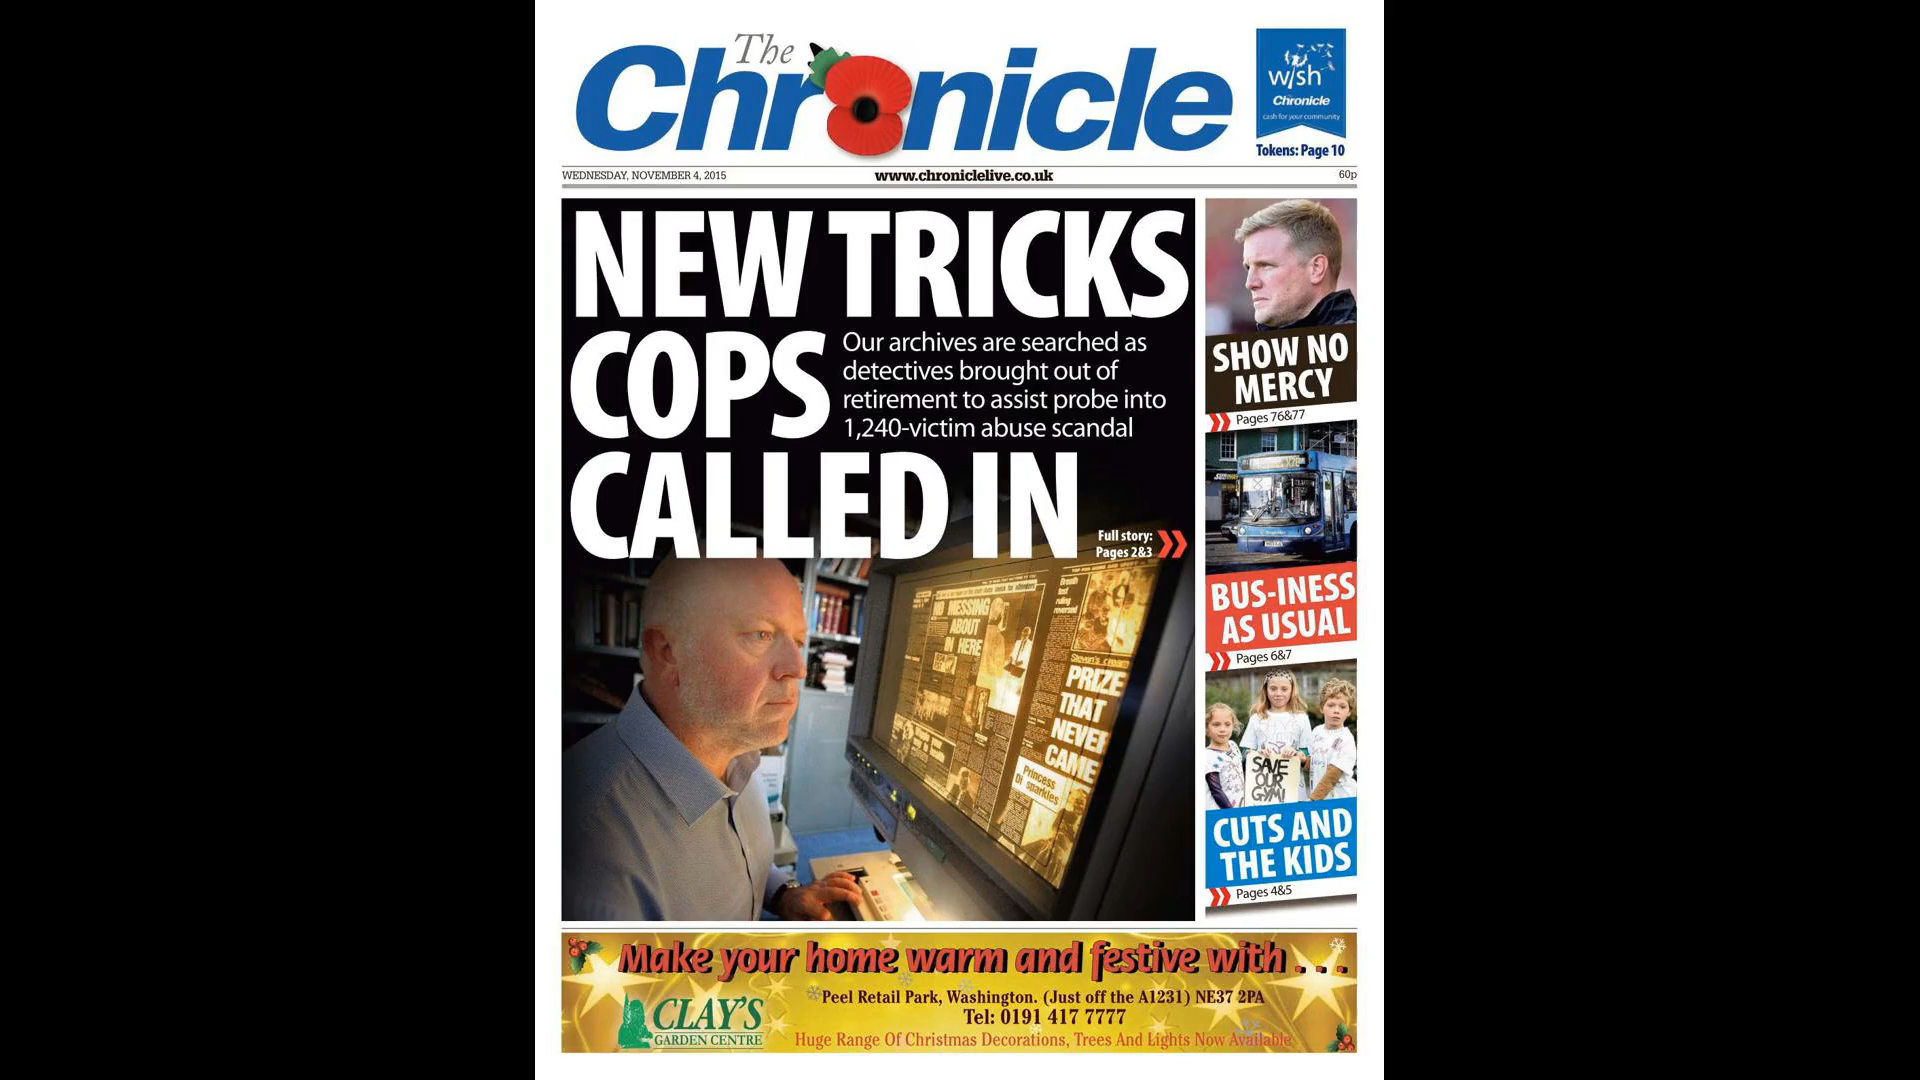 The
Chronicle
wish
Chronicle
cash for your community
Tokens: Page 10
WEDNESDAY, NOVEMBER 4, 2015
www.chroniclelive.co.uk
60p
NEW TRICKS
COPS
CALLED IN
Our archives are searched as
detectives brought out of
retirement to assist probe into
1,240-victim abuse scandal
Full story:
Pages 2&3
NO MESSING
ABOUT
IN HERE
Breath
test
ruling
reversed
PRIZE
THAT
NEVER
CAME
Princess
Di sparkles
SHOW NO
MERCY
Pages 76&77
SUBWAY
BUS-INESS
AS USUAL
Pages 6&7
SAVE
OUR
GYM!
CUTS AND
THE KIDS
Pages 4&5
Make your home warm and festive with . . .
CLAY'S
GARDEN CENTRE
Peel Retail Park, Washington. (Just off the A1231) NE37 2PA
Tel: 0191 417 7777
Huge Range Of Christmas Decorations, Trees And Lights Now Available